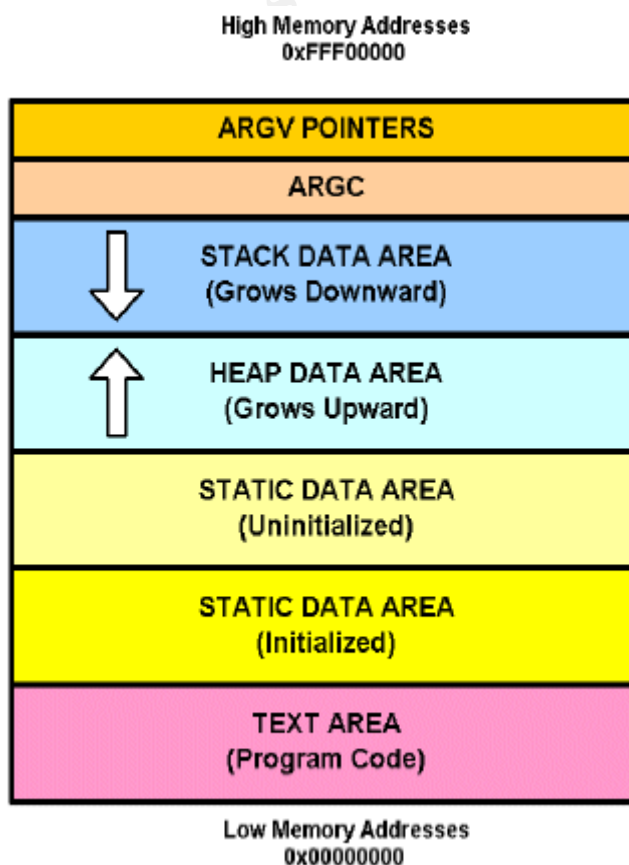 High Memory Addresses
0xFFF00000
ARGV POINTERS
ARGC
STACK DATA AREA
(Grows Downward)
HEAP DATA AREA
(Grows Upward)
STATIC DATA AREA
(Uninitialized)
STATIC DATA AREA
(Initialized)
TEXT AREA
(Program Code)
Low Memory Addresses
0x00000000